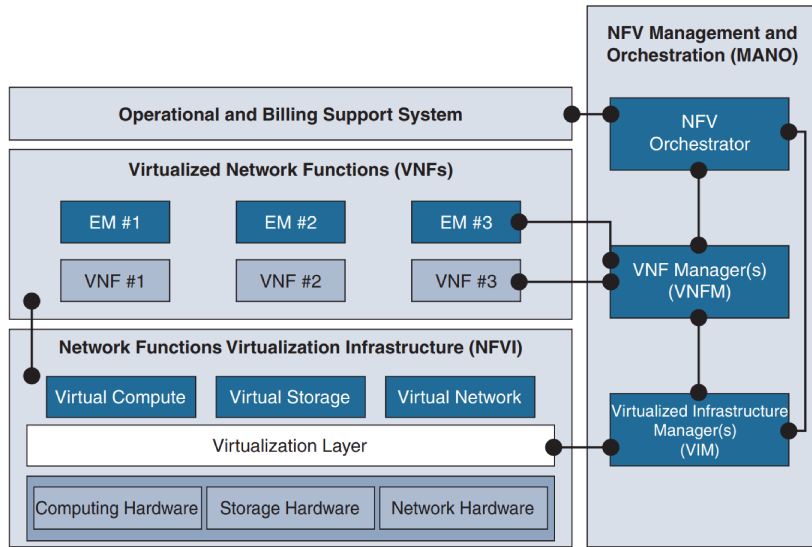 NFV Management and
Orchestration (MANO)
Operational and Billing Support System
NFV
Orchestrator
Virtualized Network Functions (VNFs)
EM #1
EM #2
EM #3
VNF #1
VNF #2
VNF #3
VNF Manager(s)
(VNFM)
Network Functions Virtualization Infrastructure (NFVI)
Virtual Compute
Virtual Storage
Virtual Network
Virtualized Infrastructure
Manager(s)
(VIM)
Virtualization Layer
Computing Hardware
Storage Hardware
Network Hardware